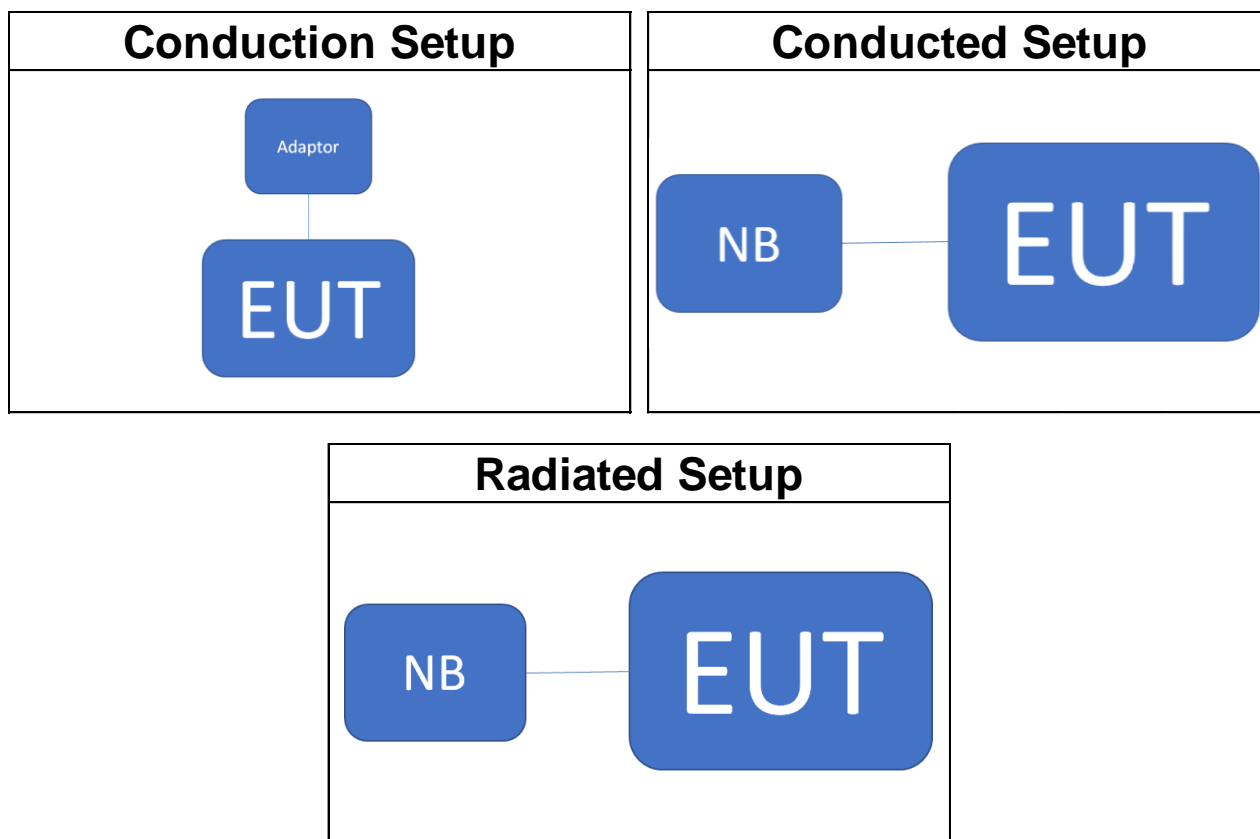 Conduction Setup
Adaptor
EUT
Conducted Setup
NB
EUT
Radiated Setup
NB
EUT